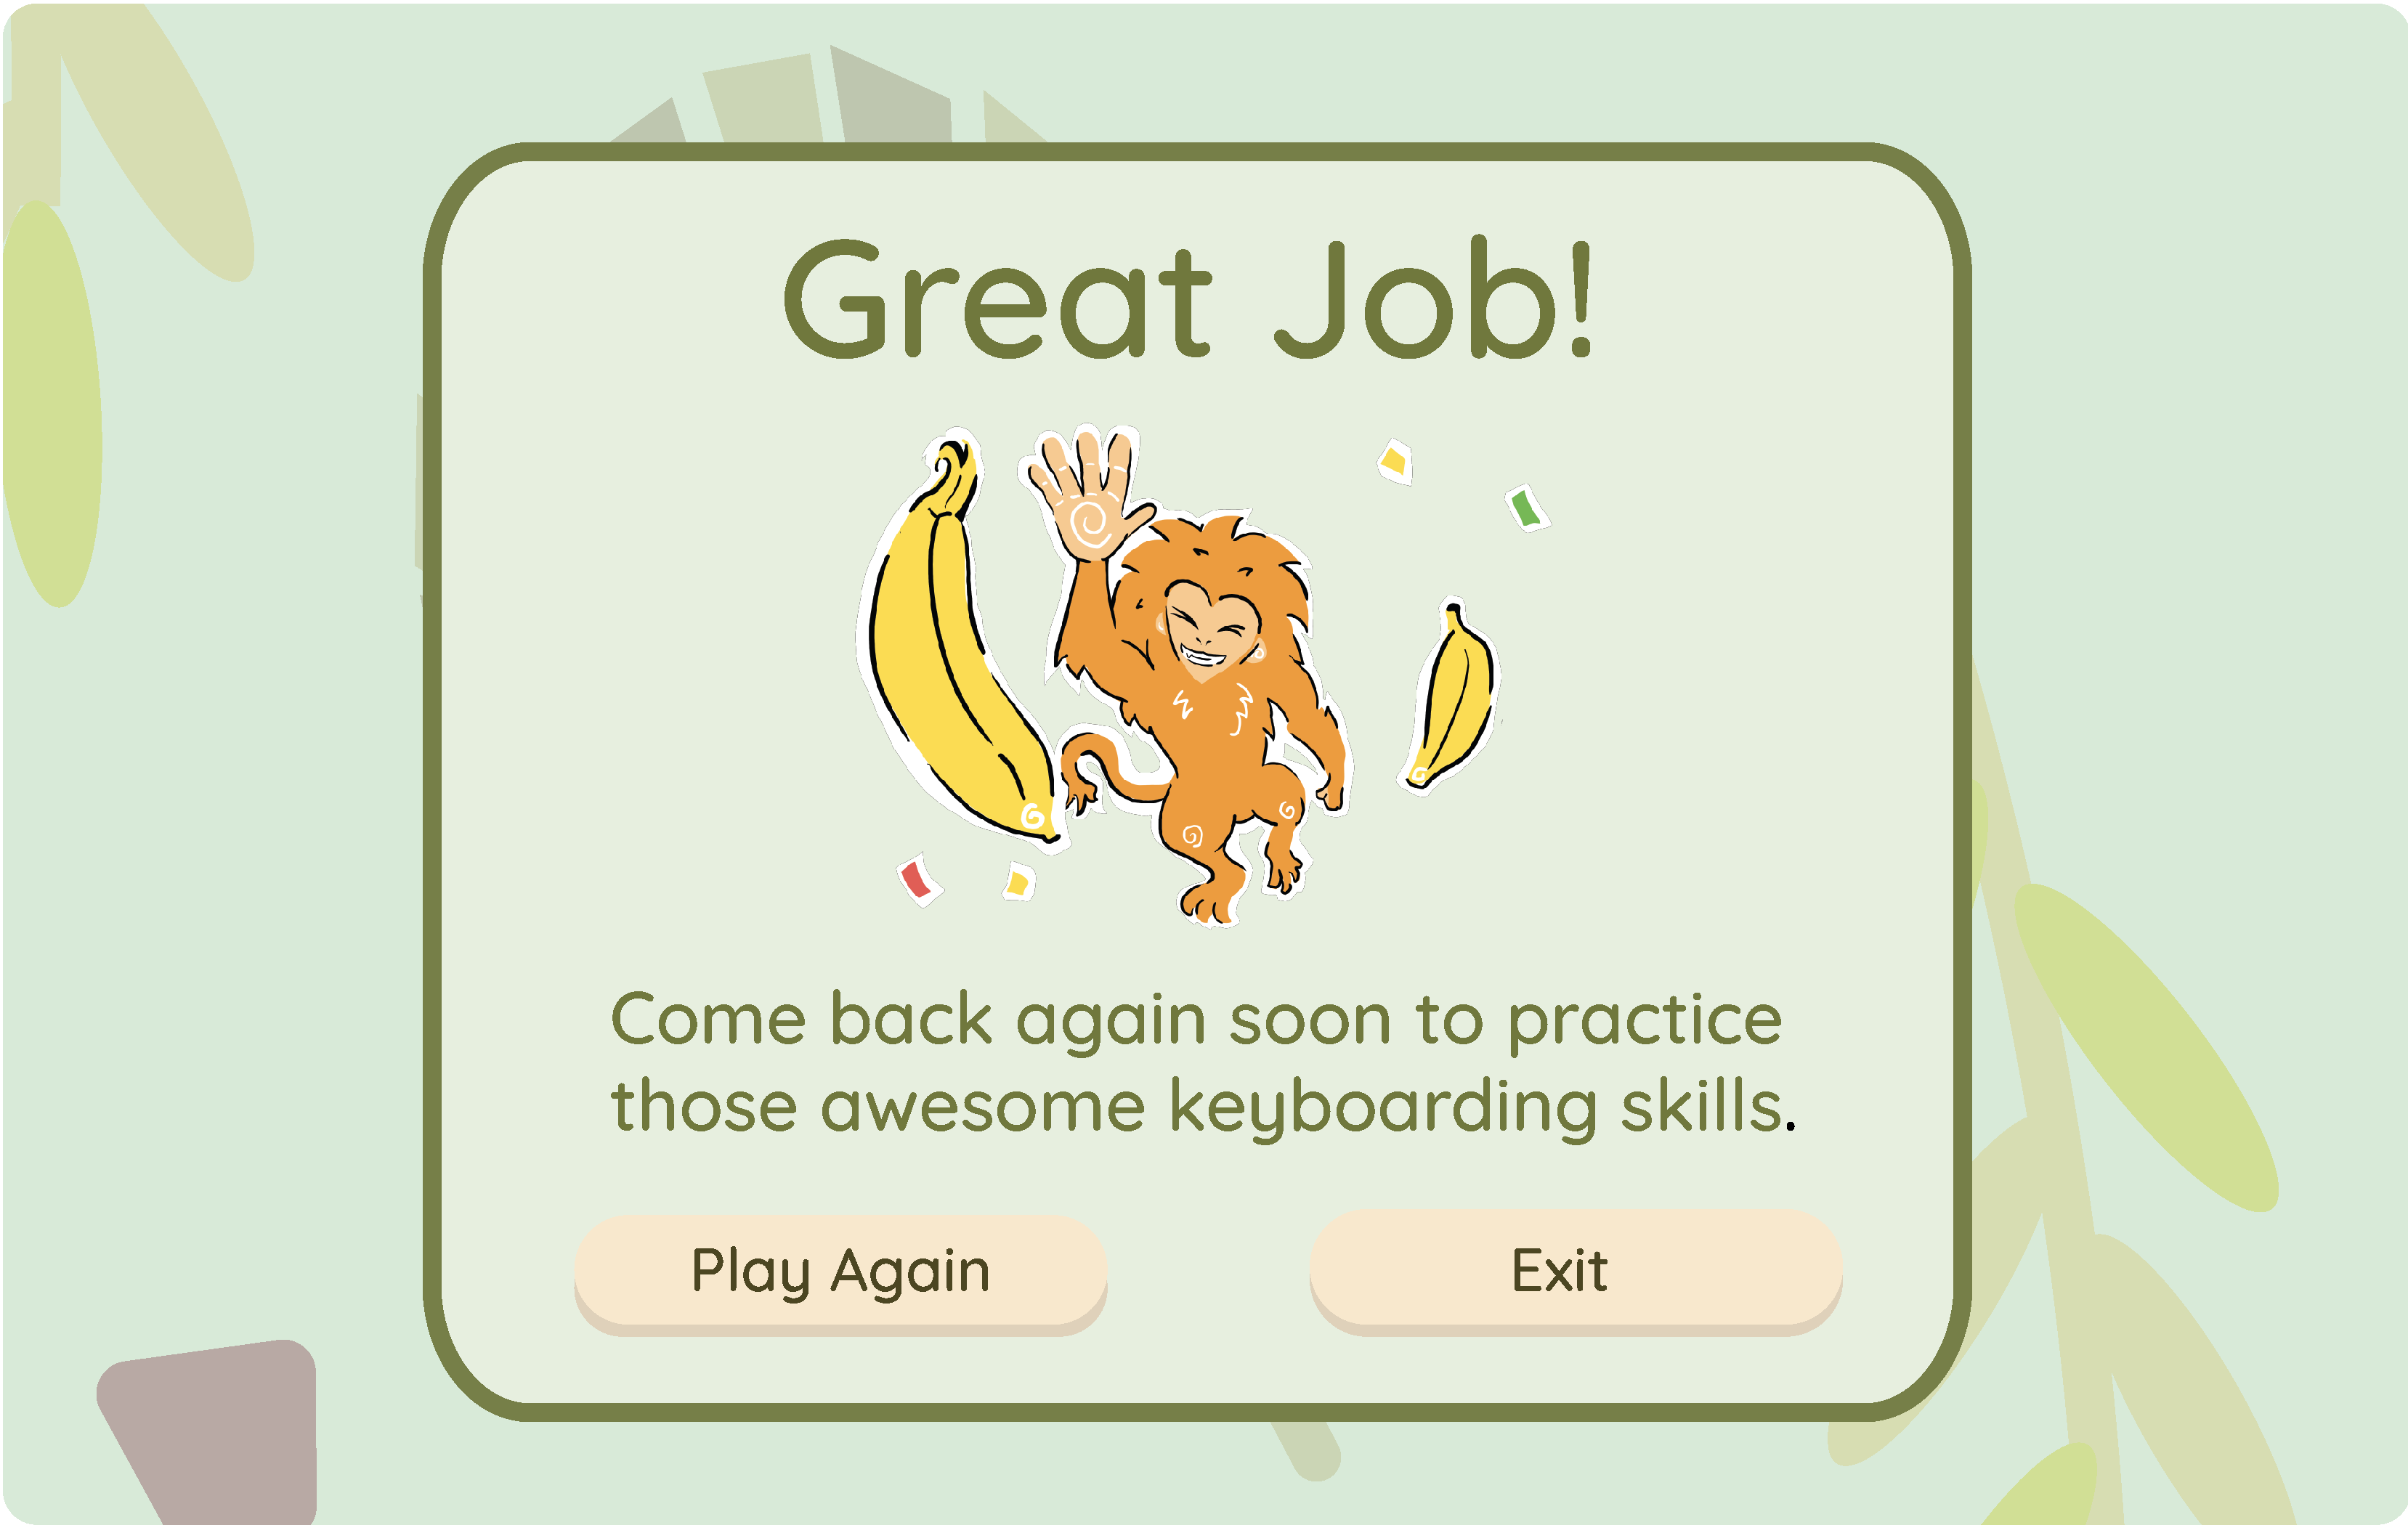 Great Job!
Come back again soon to practice
those awesome keyboarding skills.
Play Again
Exit